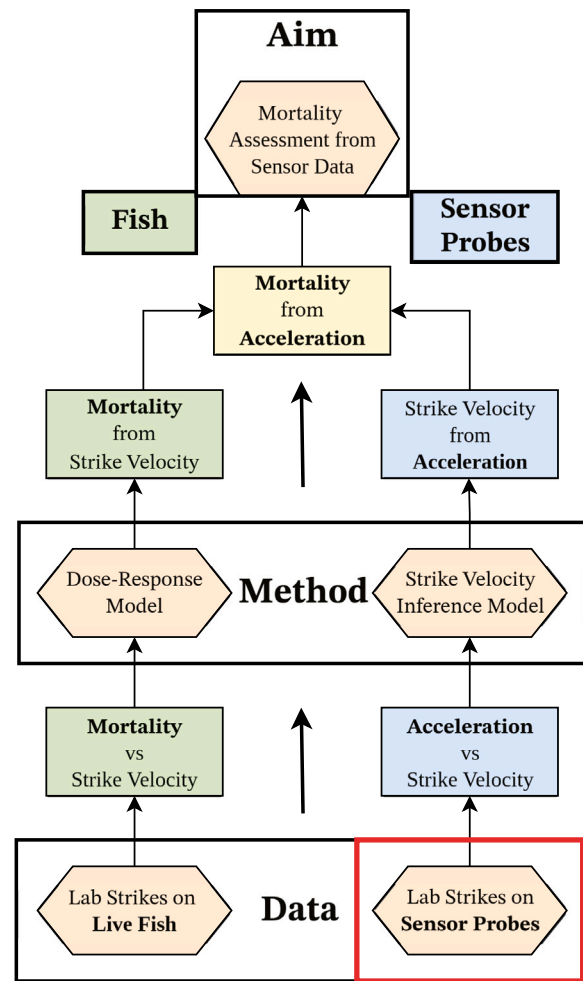 Aim
Mortality
Assessment from
Sensor Data
Fish
Sensor
Probes
Mortality
from
Acceleration
Mortality
from
Strike Velocity
Strike Velocity
from
Acceleration
Dose-Response
Model
Method
Strike Velocity
Inference Model
Mortality
vs
Strike Velocity
Acceleration
vs
Strike Velocity
Lab Strikes on
Live Fish
Data
Lab Strikes on
Sensor Probes